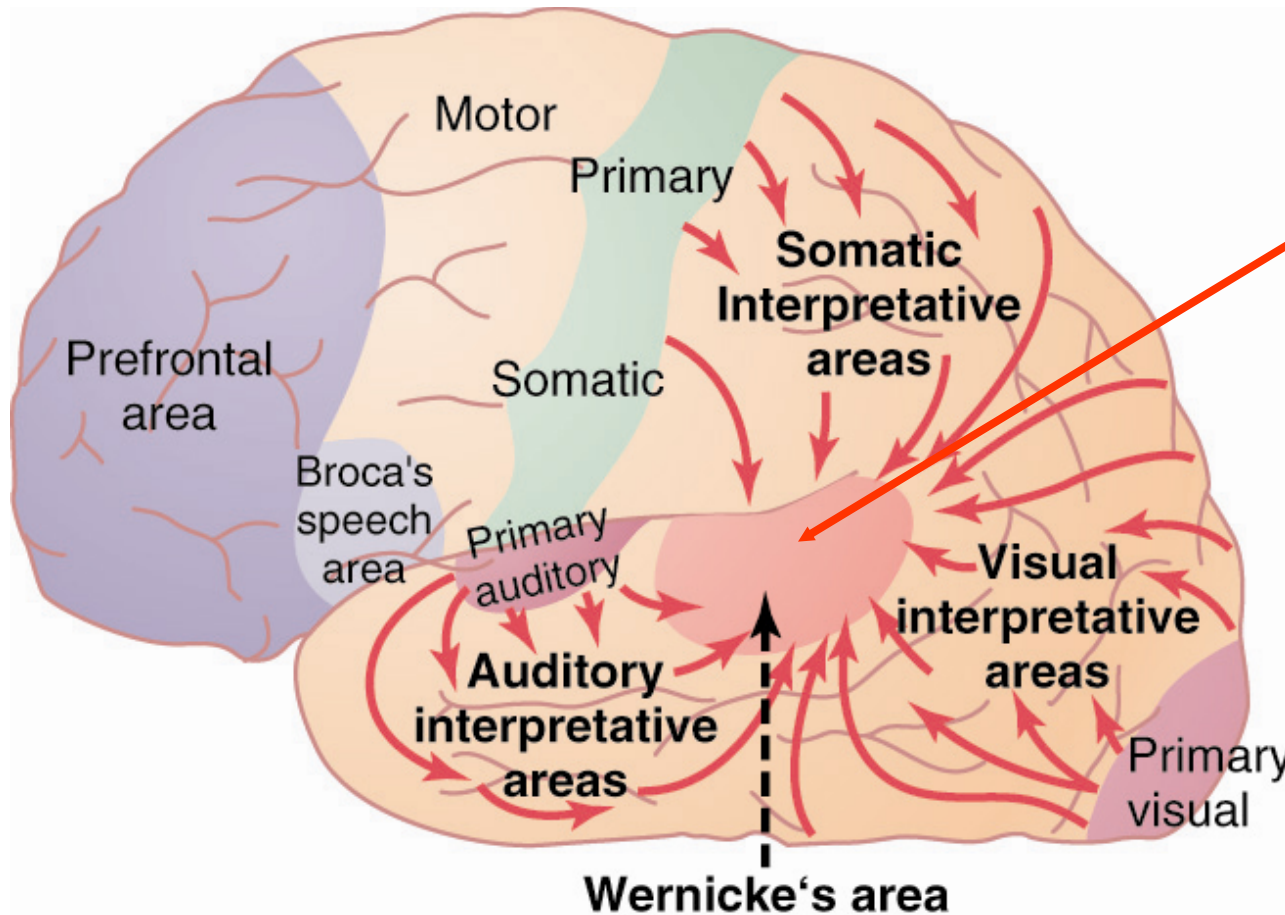 Motor
Primary
Somatic
Interpretative
areas
Prefrontal
area
Somatic
Broca's
speech
area
Primary
auditory
Visual
interpretative
areas
Auditory
interpretative
areas
Primary
visual
Wernicke‘s area